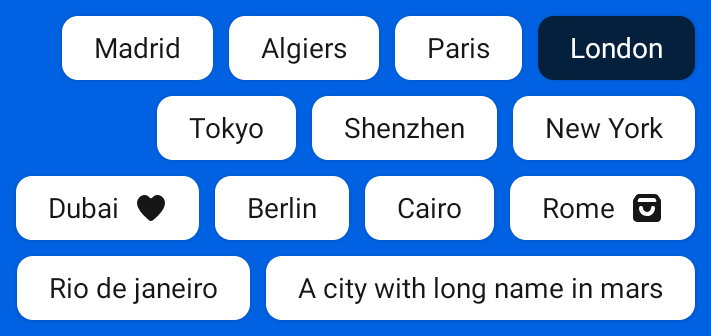 Madrid Algiers Paris London
Tokyo Shenzhen New York
Dubai Berlin Cairo Rome
Rio de janeiro A city with long name in mars